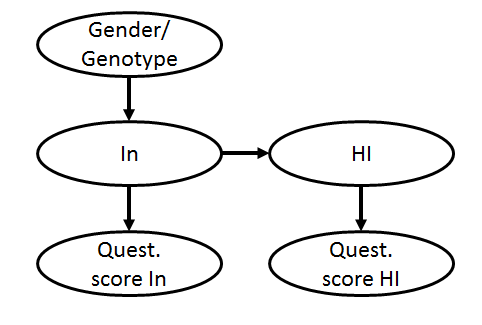 Gender/
Genotype
In
HI
Quest.
score In
Quest.
score HI